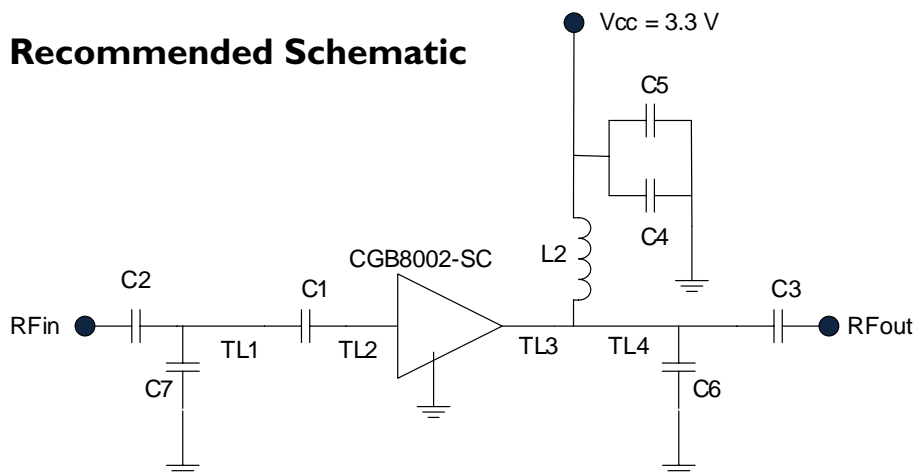 Recommended Schematic
Vcc = 3.3 V
C5
C4
L2
CGB8002-SC
C2
C1
C3
RFin
RFout
TL1
TL2
TL3
TL4
C7
C6